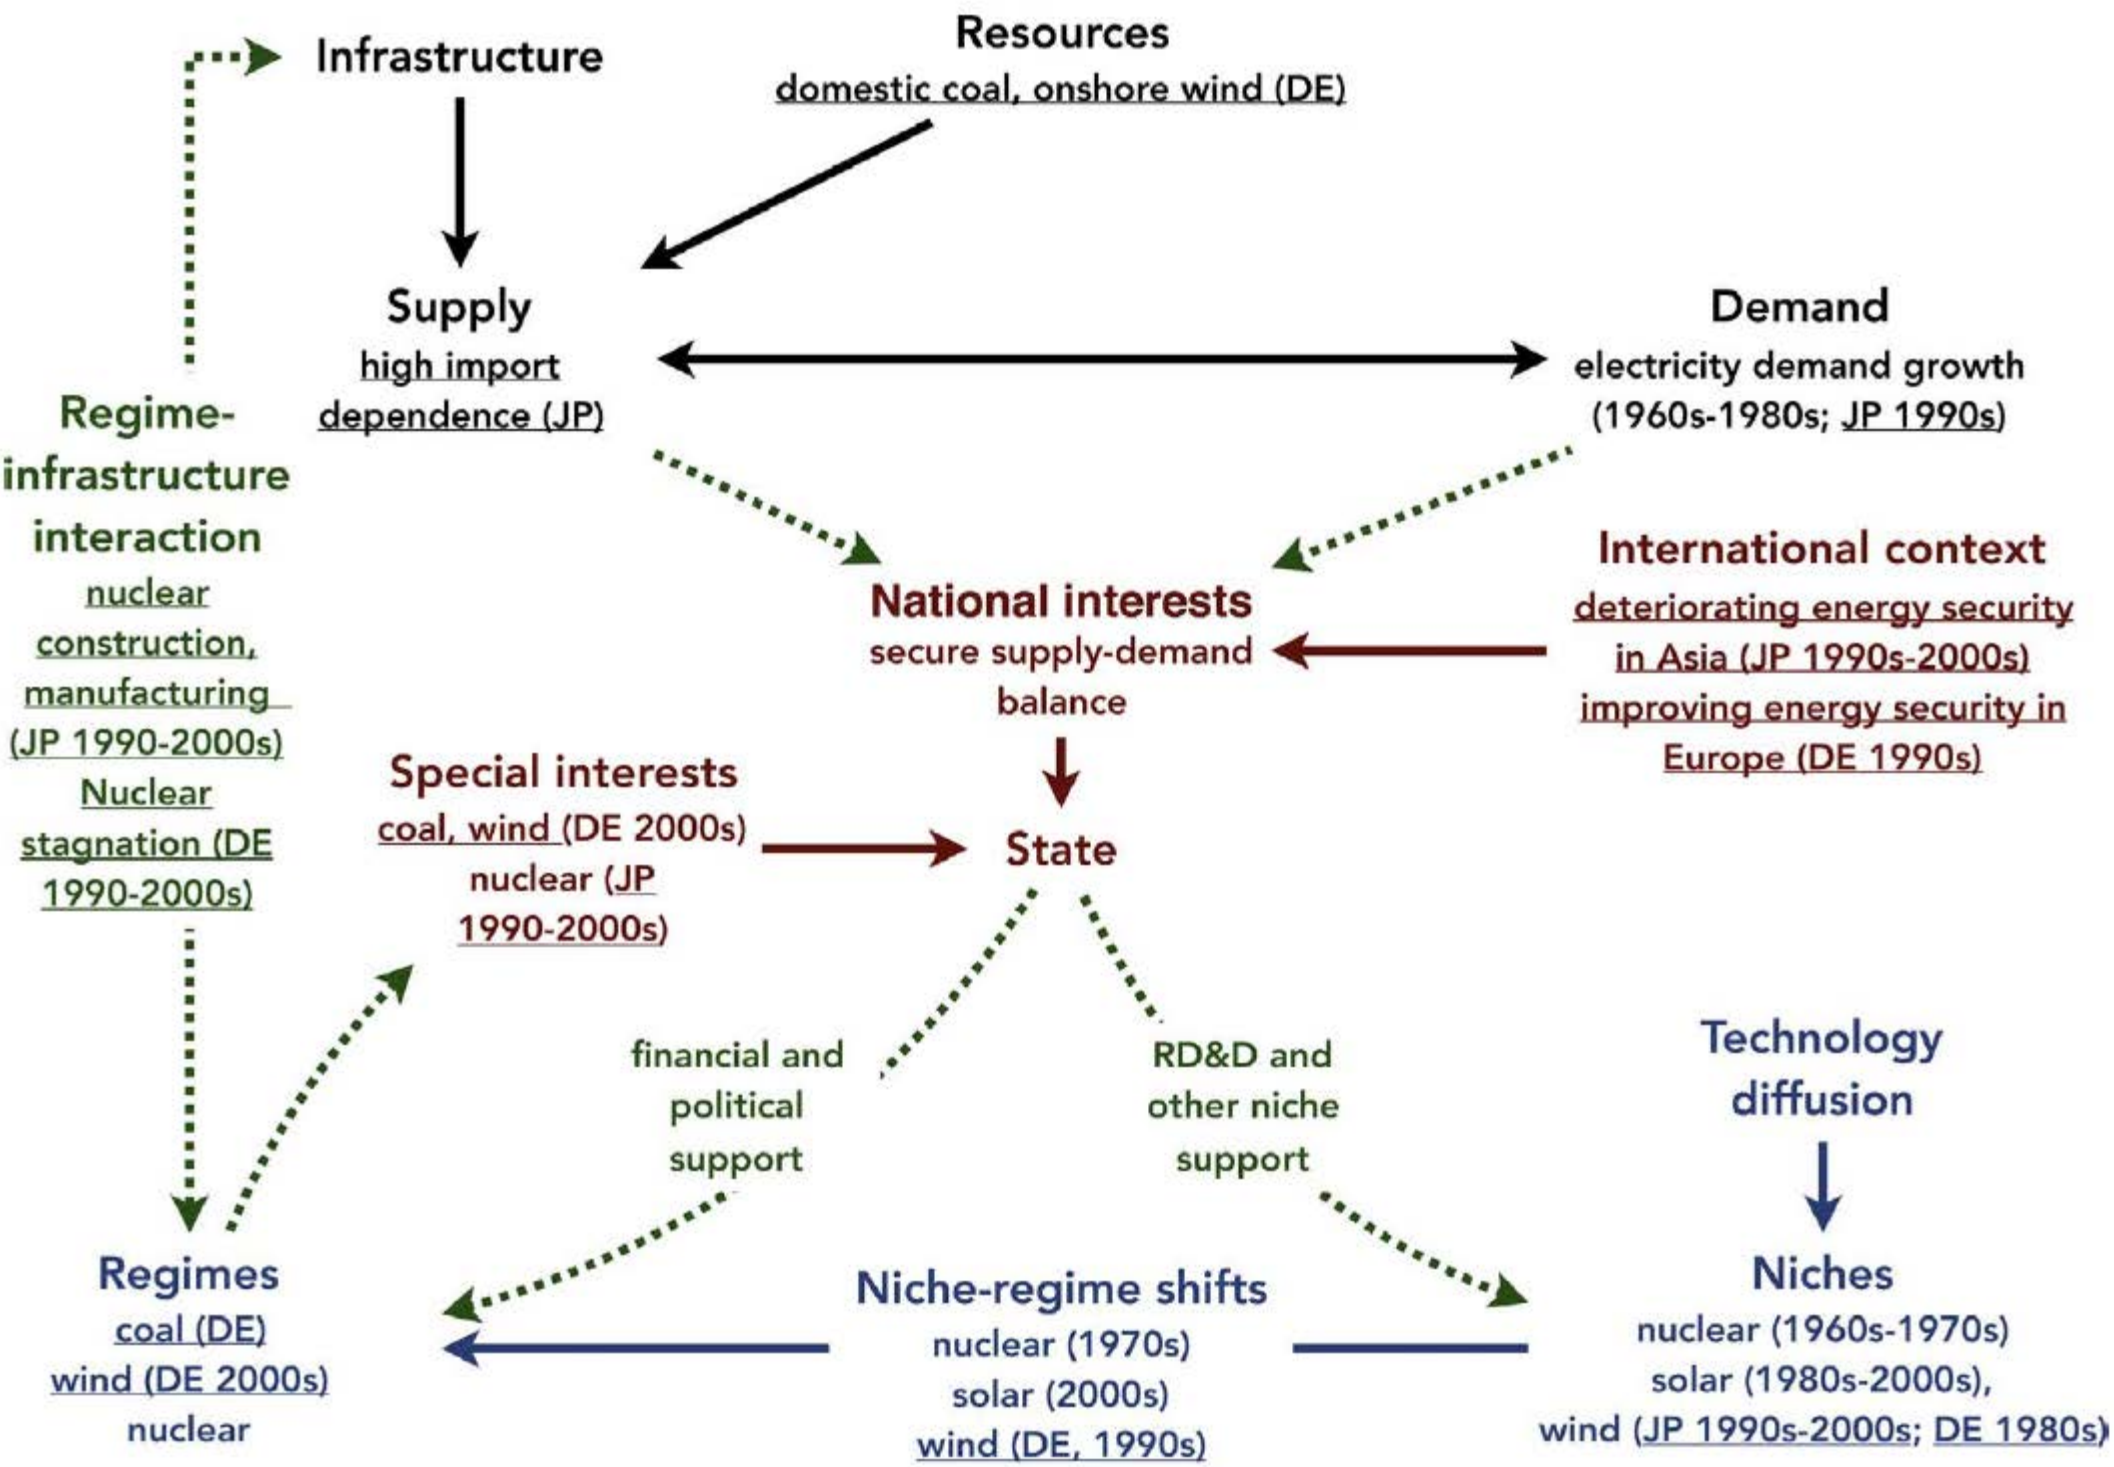 Infrastructure
Resources
domestic coal, onshore wind (DE)
Supply
high import
dependence (JP)
Demand
electricity demand growth
(1960s-1980s; JP 1990s)
Regime-
infrastructure
interaction
nuclear
construction,
manufacturing
(JP 1990-2000s)
Nuclear
stagnation (DE
1990-2000s)
National interests
secure supply-demand
balance
International context
deteriorating energy security
in Asia (JP 1990s-2000s)
improving energy security in
Europe (DE 1990s)
Special interests
coal, wind (DE 2000s)
nuclear (JP
1990-2000s)
State
financial and
political
support
RD&D and
other niche
support
Technology
diffusion
Regimes
coal (DE)
wind (DE 2000s)
nuclear
Niche-regime shifts
nuclear (1970s)
solar (2000s)
wind (DE, 1990s)
Niches
nuclear (1960s-1970s)
solar (1980s-2000s),
wind (JP 1990s-2000s; DE 1980s)